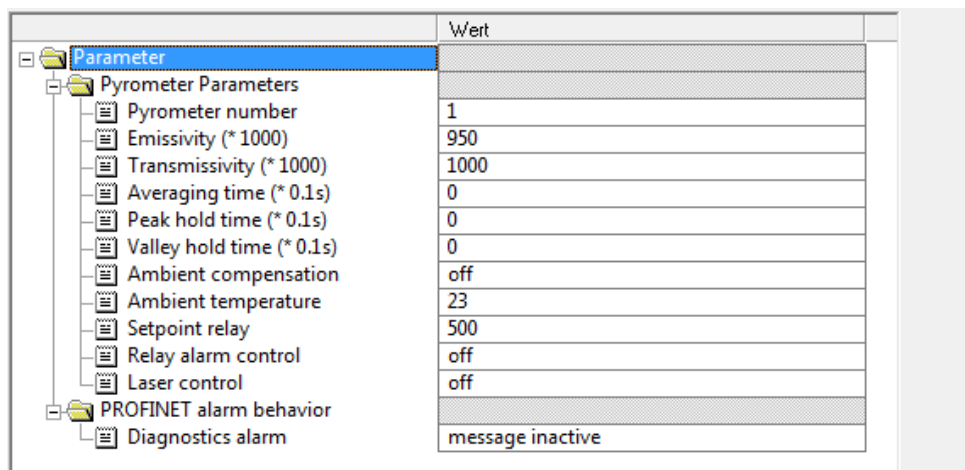 Wert
Parameter
Pyrometer Parameters
Pyrometer number 1
Emissivity (* 1000) 950
Transmissivity (* 1000) 1000
Averaging time (* 0.1s) 0
Peak hold time (* 0.1s) 0
Valley hold time (* 0.1s) 0
Ambient compensation off
Ambient temperature 23
Setpoint relay 500
Relay alarm control off
Laser control off
PROFINET alarm behavior
Diagnostics alarm message inactive